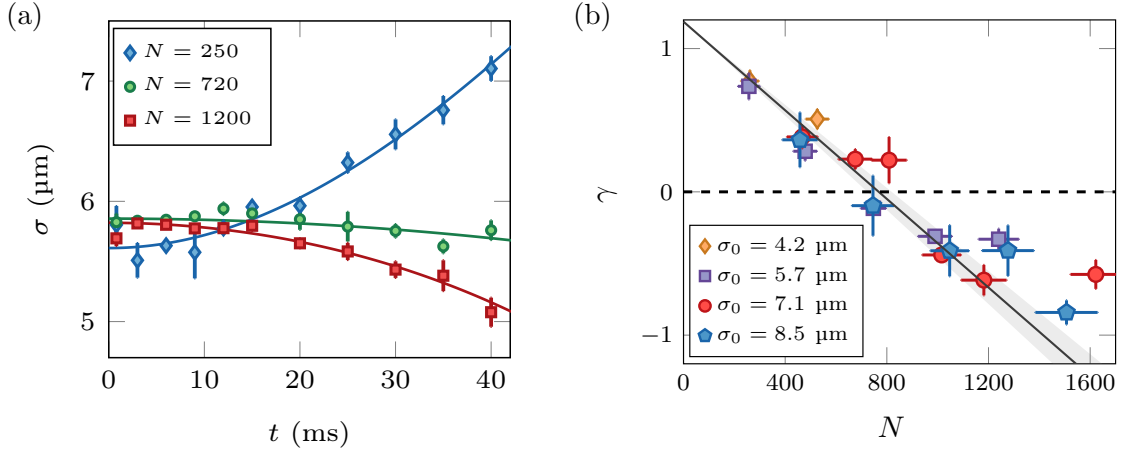 (a)
7
6
5
σ (µm)
N = 250
N = 720
N = 1200
0
10
20
30
40
t (ms)
(b)
1
0
−1
γ
σ₀ = 4.2 µm
σ₀ = 5.7 µm
σ₀ = 7.1 µm
σ₀ = 8.5 µm
0
400
800
1200
1600
N